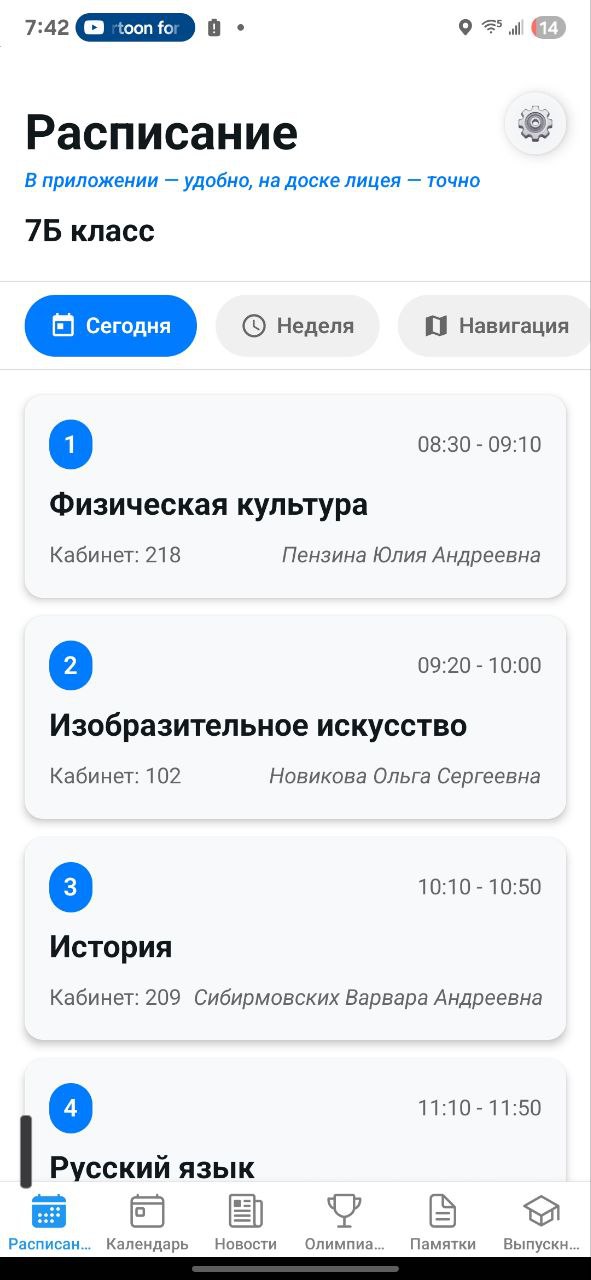 7:42 rtoon for 14
Расписание
В приложении — удобно, на доске лицея — точно
7Б класс
Сегодня Неделя Навигация
1 08:30 - 09:10
Физическая культура
Кабинет: 218 Пензина Юлия Андреевна
2 09:20 - 10:00
Изобразительное искусство
Кабинет: 102 Новикова Ольга Сергеевна
3 10:10 - 10:50
История
Кабинет: 209 Сибирмовских Варвара Андреевна
4 11:10 - 11:50
Русский язык
Расписан... Календарь Новости Олимпиа... Памятки Выпускн...